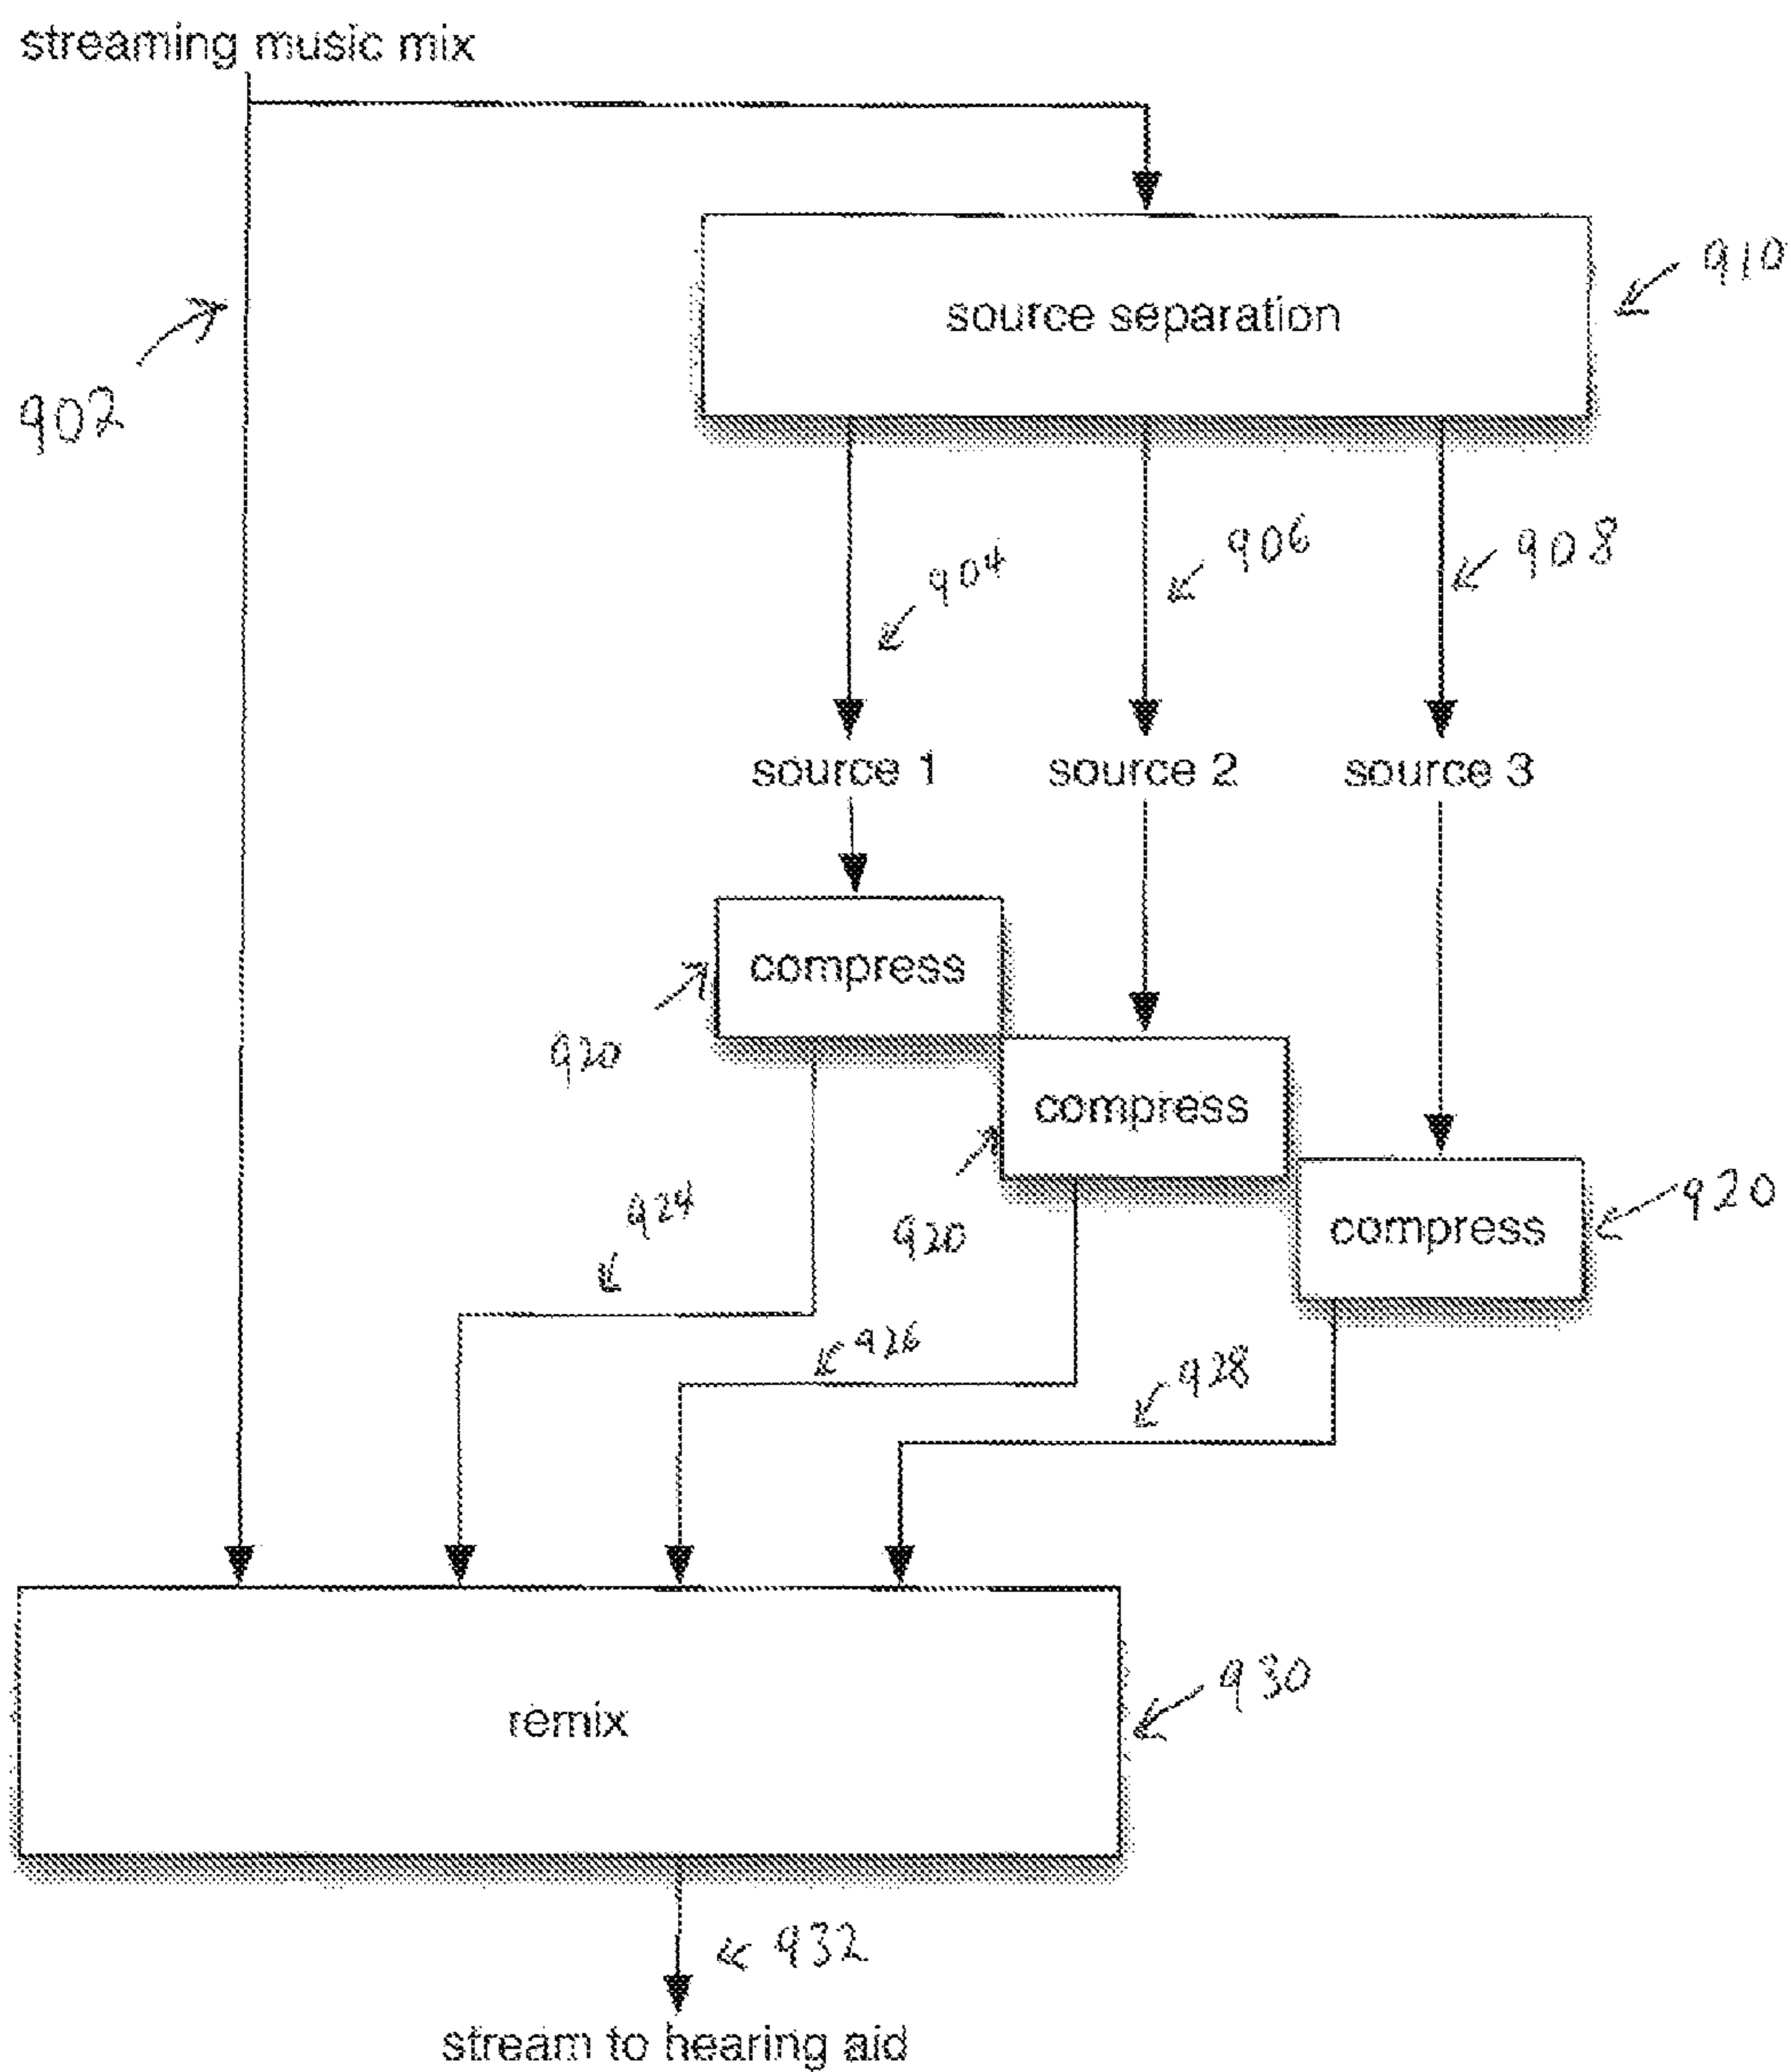 streaming music mix
910
source separation
902
904
906
908
source 1
source 2
source 3
compress
920
compress
920
compress
920
924
926
928
remix
930
932
stream to hearing aid